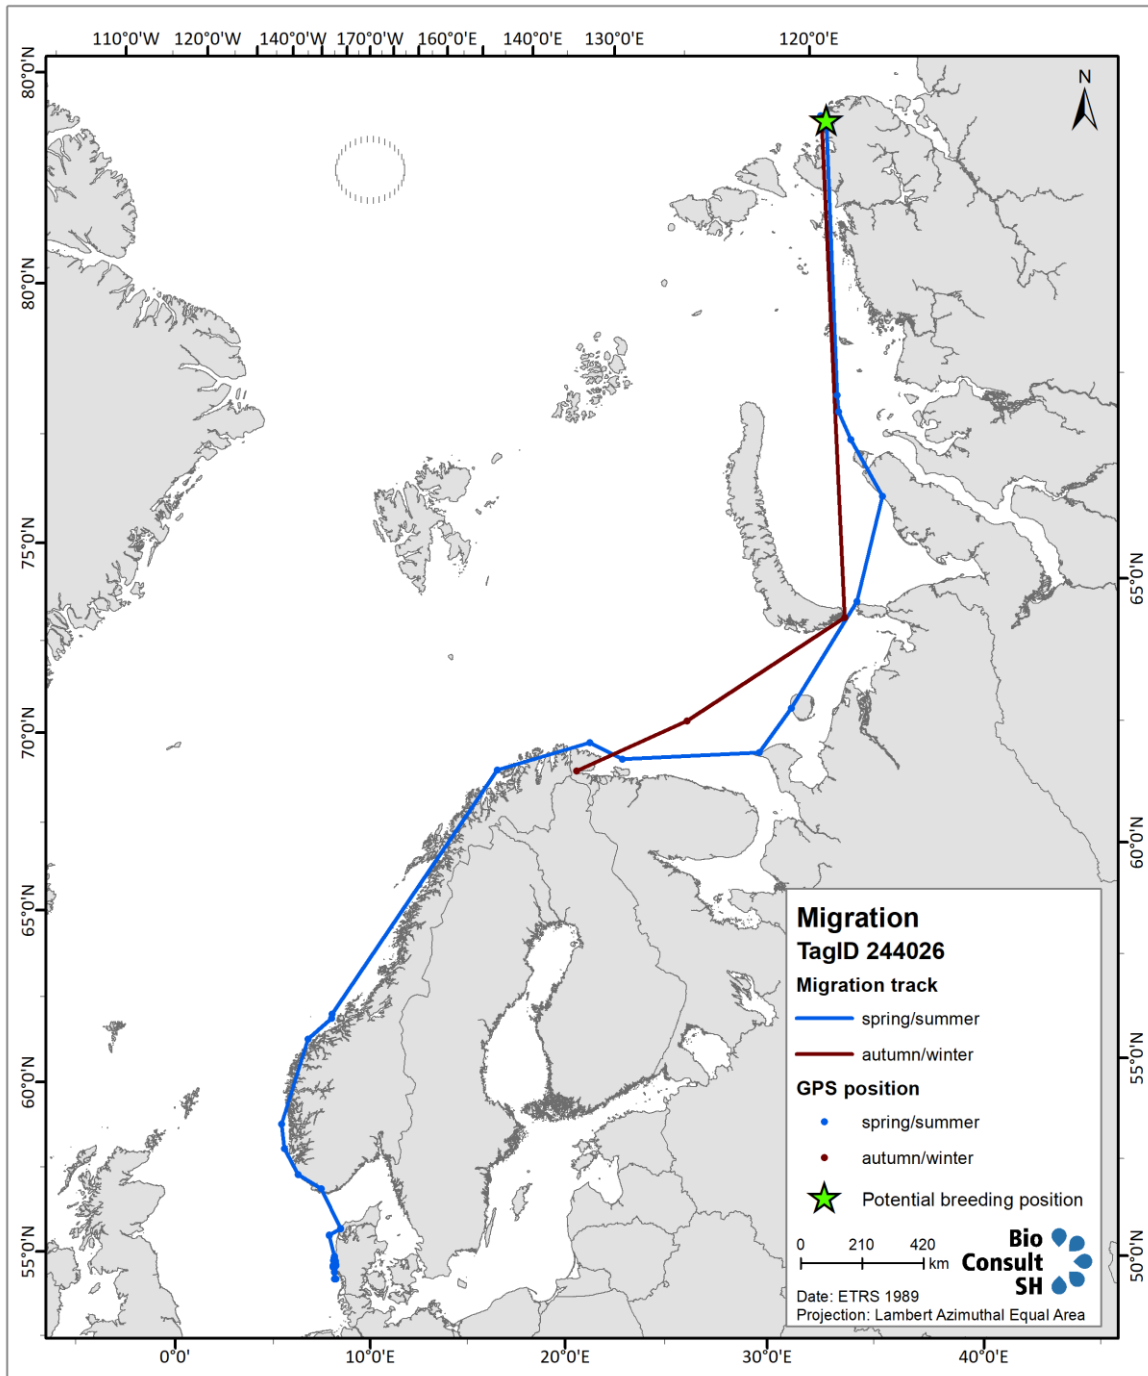 110°0'W 120°0'W 140°0'W 170°0'W 160°0'E 140°0'E 130°0'E 120°0'E
80°0'N
N
80°0'N
75°0'N
65°0'N
70°0'N
60°0'N
65°0'N
Migration
TagID 244026
Migration track
spring/summer
autumn/winter
55°0'N
60°0'N
GPS position
spring/summer
autumn/winter
Potential breeding position
55°0'N
50°0'N
0 210 420
km
Bio
Consult
SH
Date: ETRS 1989
Projection: Lambert Azimuthal Equal Area
0°0' 10°0'E 20°0'E 30°0'E 40°0'E